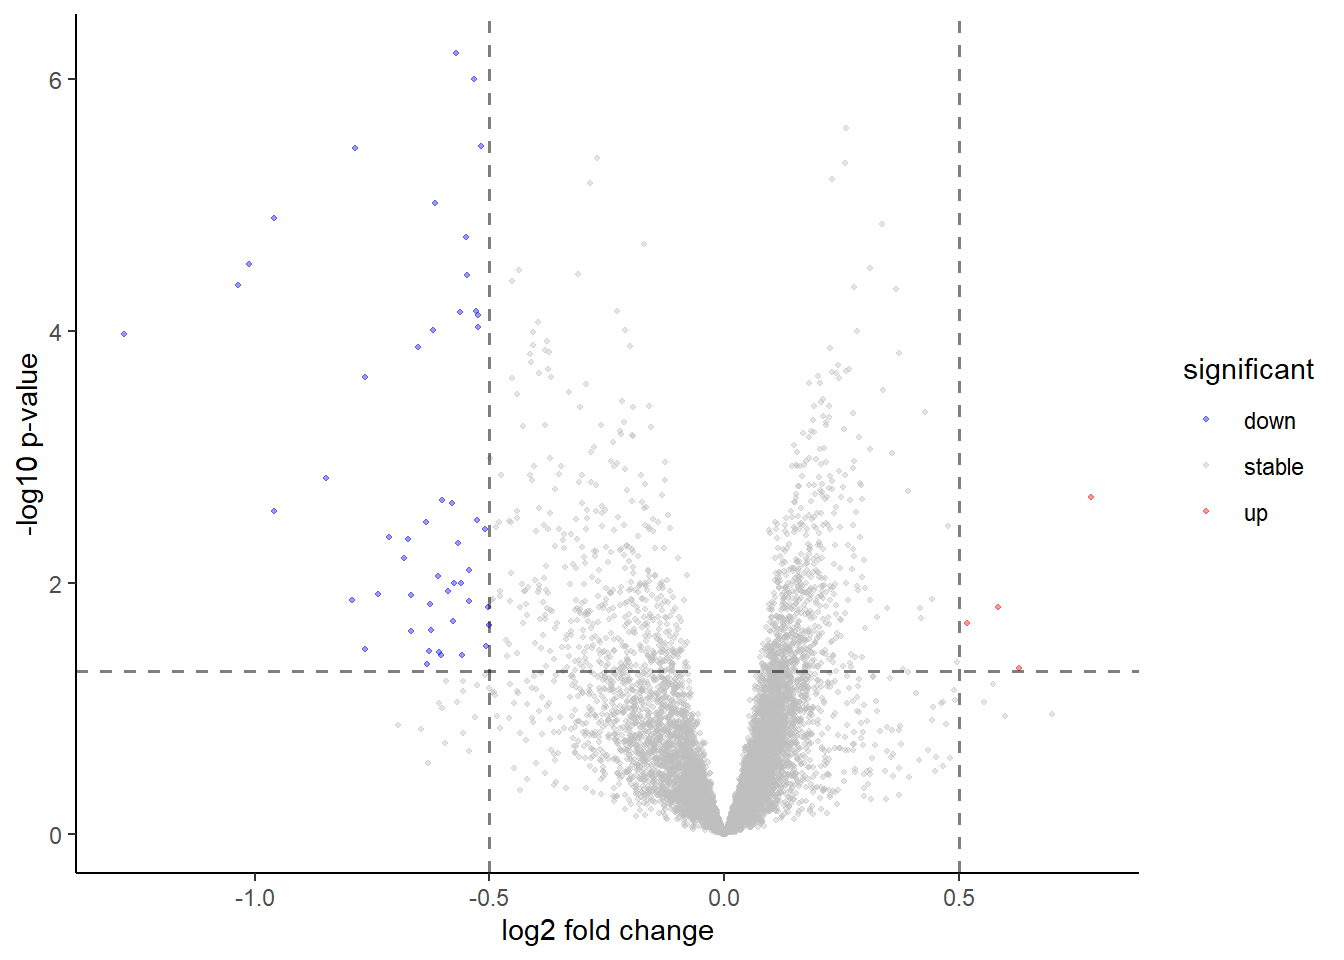 6
4
2
0
-log10 p-value
-1.0
-0.5
0.0
0.5
log2 fold change
significant
down
stable
up